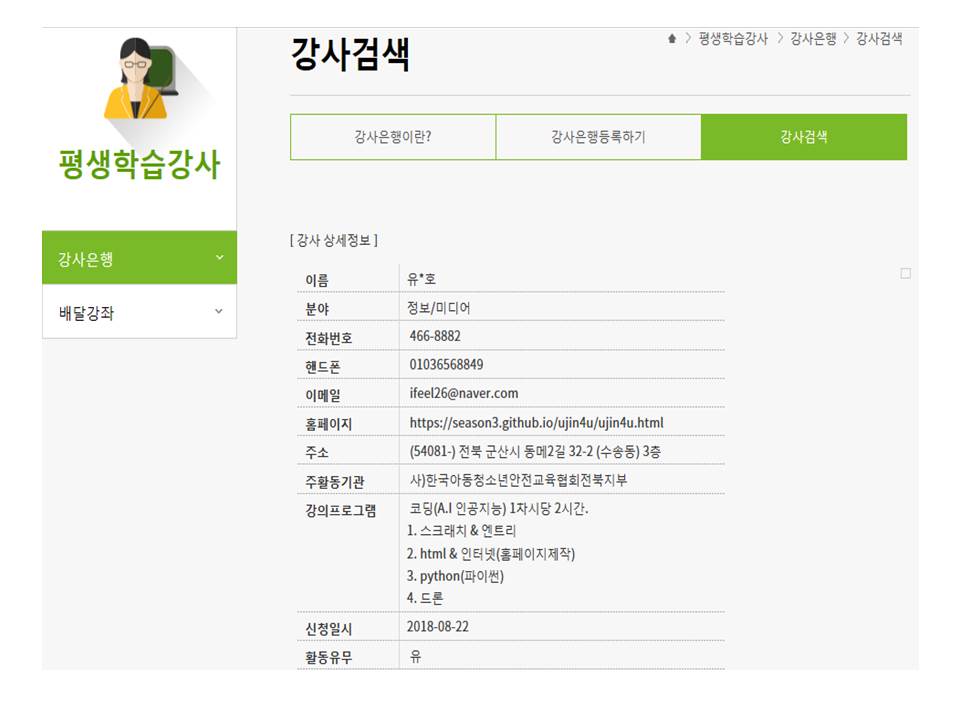 강사검색
평생학습강사 > 강사은행 > 강사검색
평생학습강사
강사은행
배달강좌
강사은행이란?
강사은행등록하기
강사검색
[ 강사 상세정보 ]
이름 유*호
분야 정보/미디어
전화번호 466-8882
핸드폰 01036568849
이메일 ifeel26@naver.com
홈페이지 https://season3.github.io/ujin4u/ujin4u.html
주소 (54081-) 전북 군산시 동메2길 32-2 (수송동) 3층
주활동기관 사)한국아동청소년안전교육협회전북지부
강의프로그램 코딩(A.I 인공지능) 1차시당 2시간.
1. 스크래치 & 엔트리
2. html & 인터넷(홈페이지제작)
3. python(파이썬)
4. 드론
신청일시 2018-08-22
활동유무 유